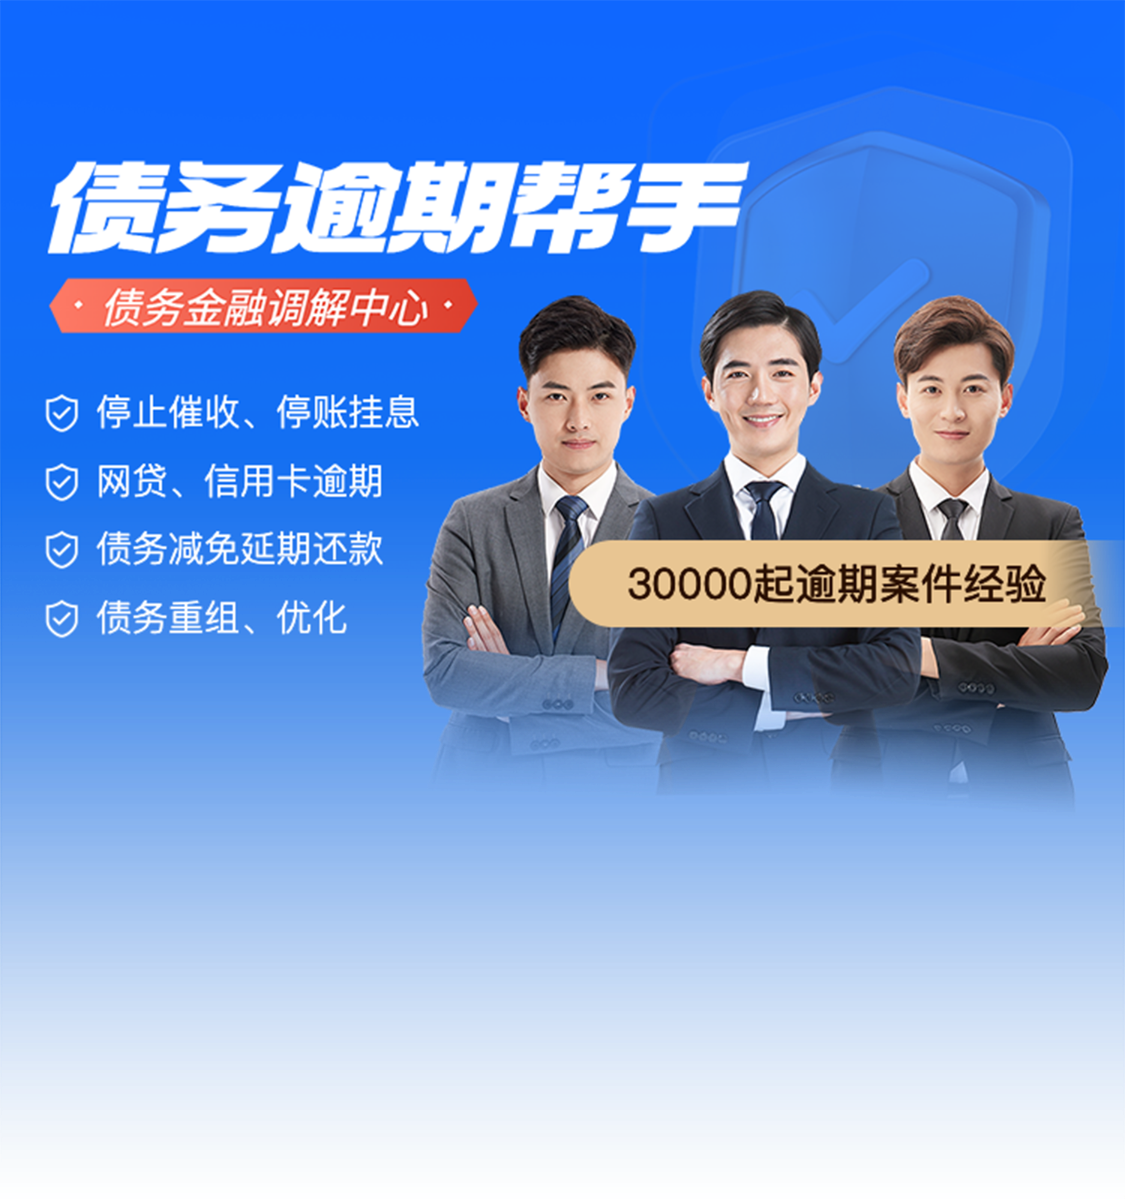 债务逾期帮手
债务金融调解中心
停止催收、停账挂息
网贷、信用卡逾期
债务减免延期还款
债务重组、优化
30000起逾期案件经验